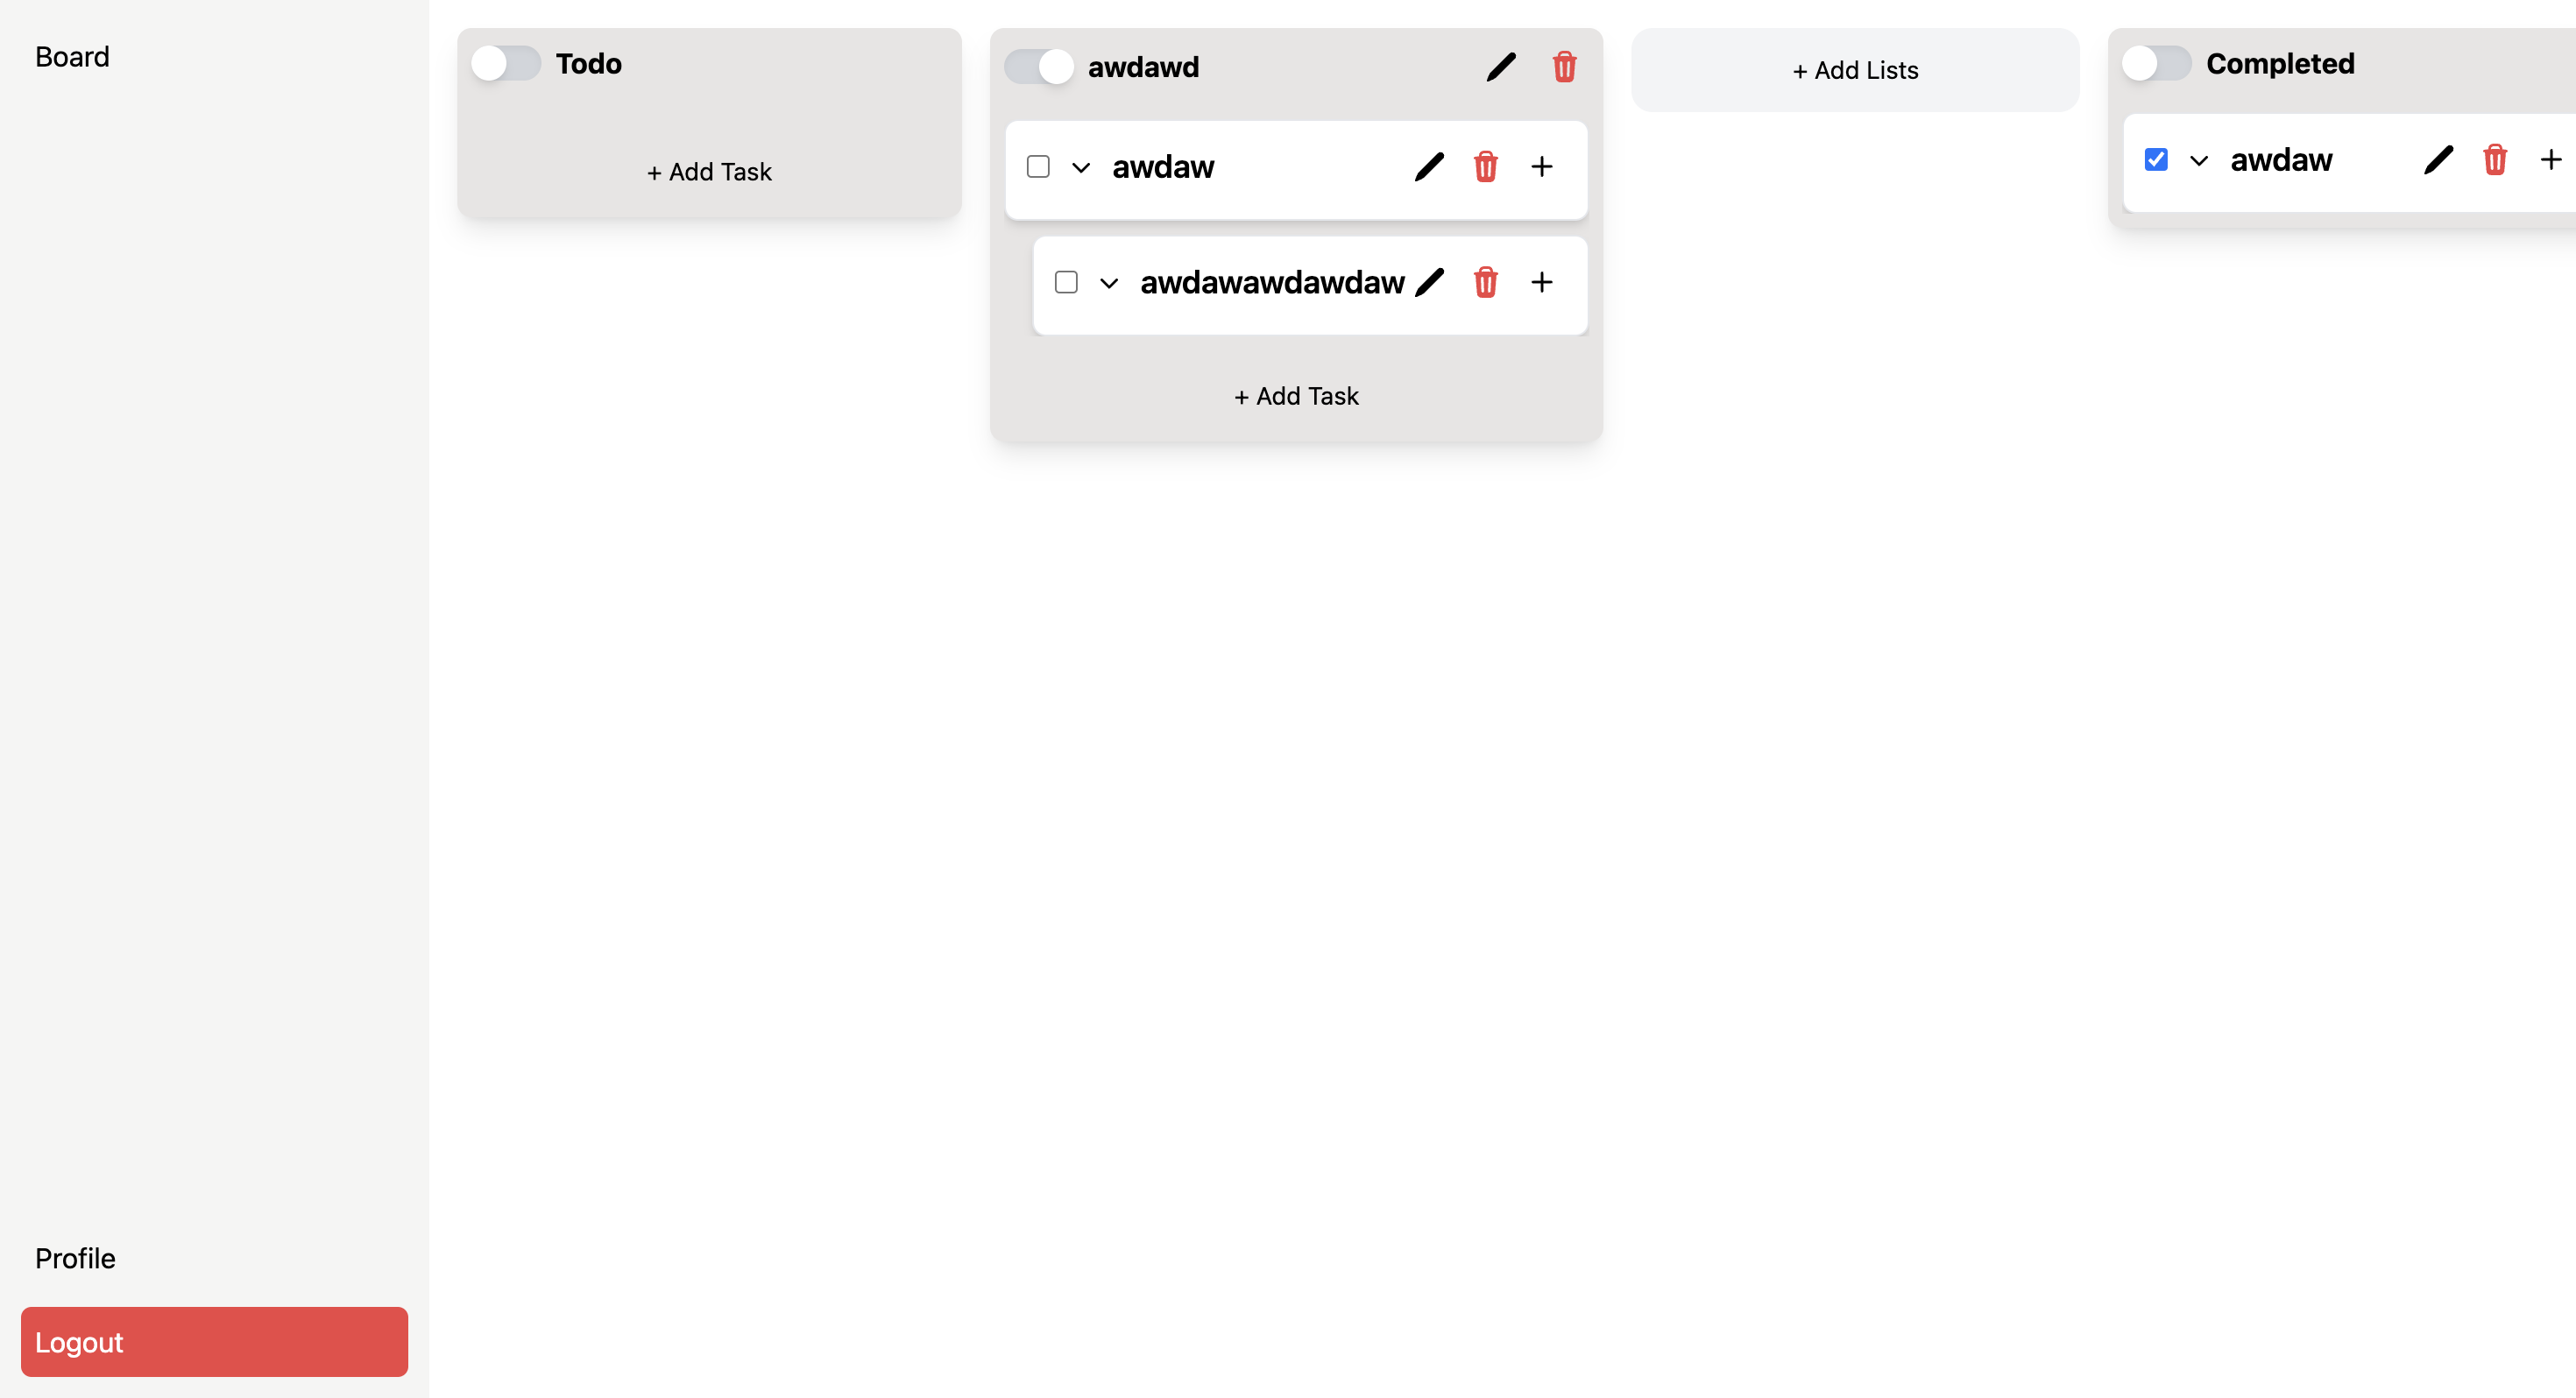 Board
Profile
Logout
Todo
+ Add Task
awdawd
awdaw
awdawawdawdaw
+ Add Task
+ Add Lists
Completed
awdaw